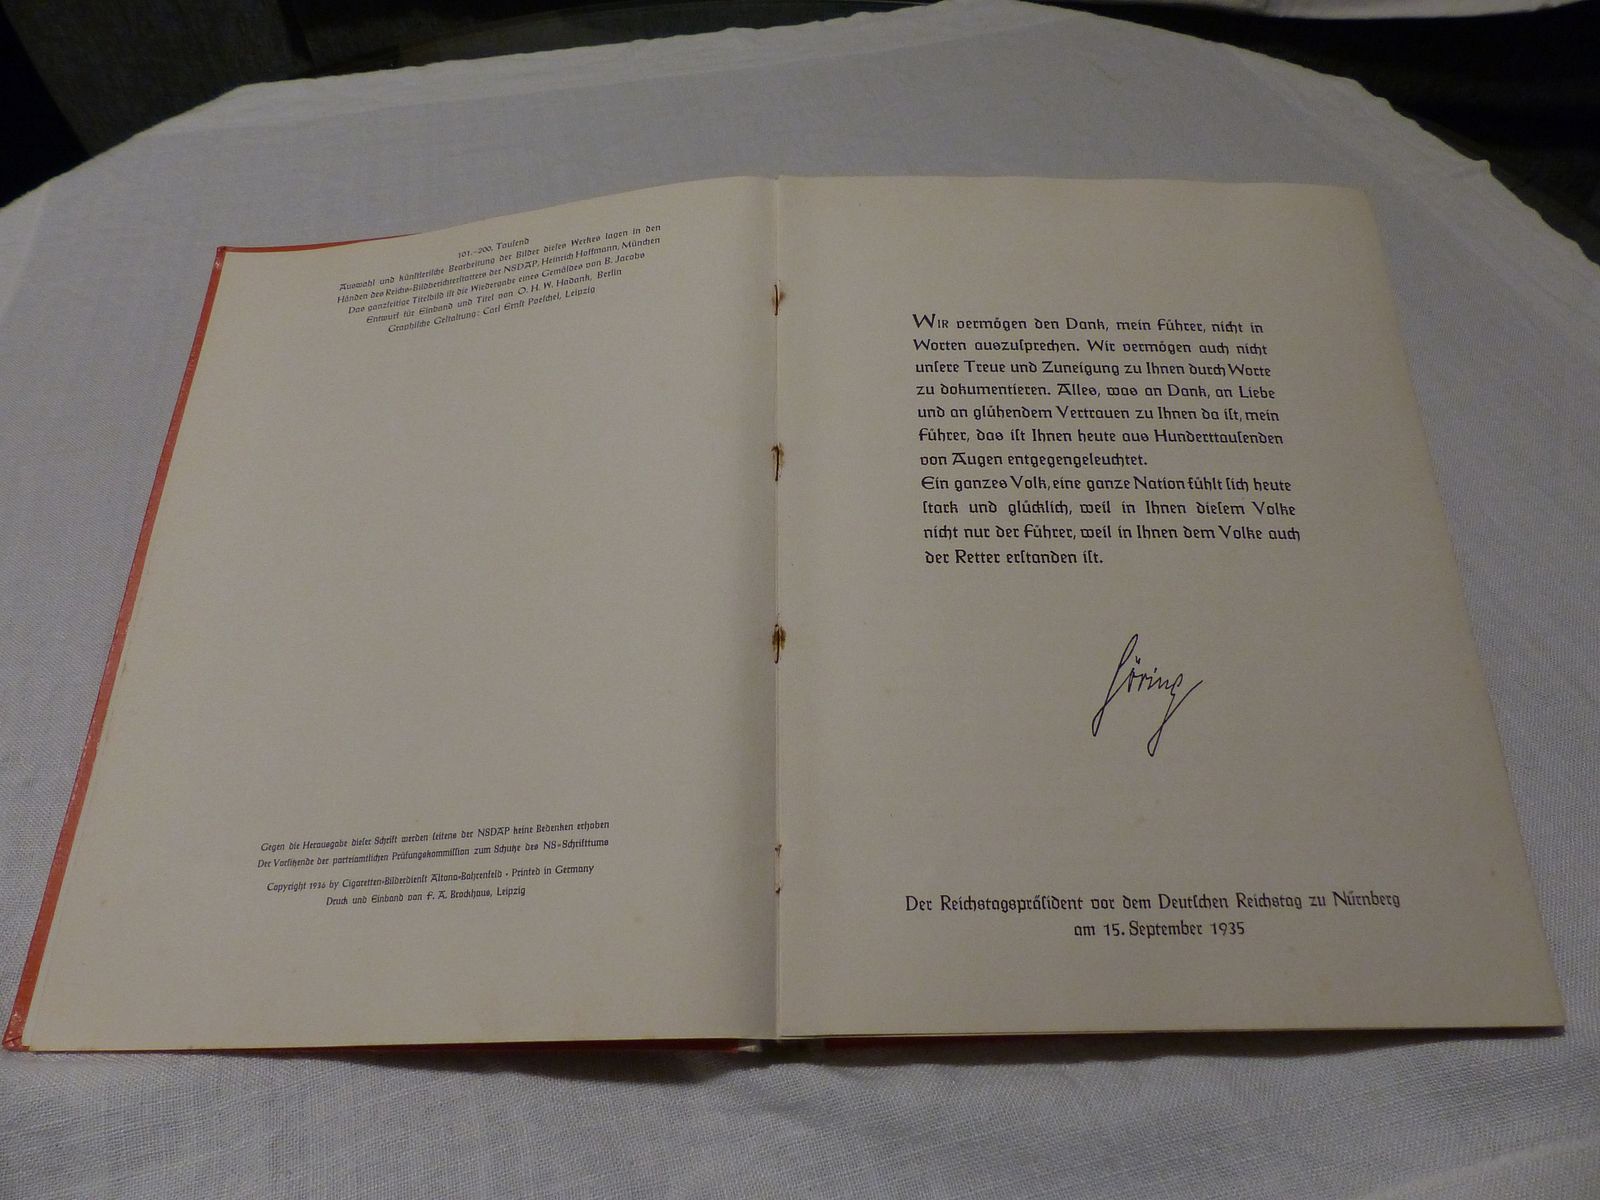 101.–200. Tausend
Auswahl und künstlerische Bearbeitung der Bilder dieses Werkes lagen in den
Händen des Reichs-Bildberichterstatters der NSDAP, Heinrich Hoffmann, München
Das ganzseitige Titelbild ist die Wiedergabe eines Gemäldes von B. Jacobs
Entwurf für Einband und Titel von O. H. W. Hadank, Berlin
Graphische Gestaltung: Carl Ernst Poeschel, Leipzig
Gegen die Herausgabe dieser Schrift werden seitens der NSDAP keine Bedenken erhoben
Der Vorsitzende der parteiamtlichen Prüfungskommission zum Schutze des NS-Schrifttums
Copyright 1936 by Cigaretten-Bilderdienst Altona-Bahrenfeld · Printed in Germany
Druck und Einband von F. A. Brockhaus, Leipzig
WIR vermögen den Dank, mein Führer, nicht in
Worten auszusprechen. Wir vermögen auch nicht
unsere Treue und Zuneigung zu Ihnen durch Worte
zu dokumentieren. Alles, was an Dank, an Liebe
und an glühendem Vertrauen zu Ihnen da ist, mein
Führer, das ist Ihnen heute aus Hunderttausenden
von Augen entgegengeleuchtet.
Ein ganzes Volk, eine ganze Nation fühlt sich heute
stark und glücklich, weil in Ihnen diesem Volke
nicht nur der Führer, weil in Ihnen dem Volke auch
der Retter erstanden ist.
Göring
Der Reichstagspräsident vor dem Deutschen Reichstag zu Nürnberg
am 15. September 1935